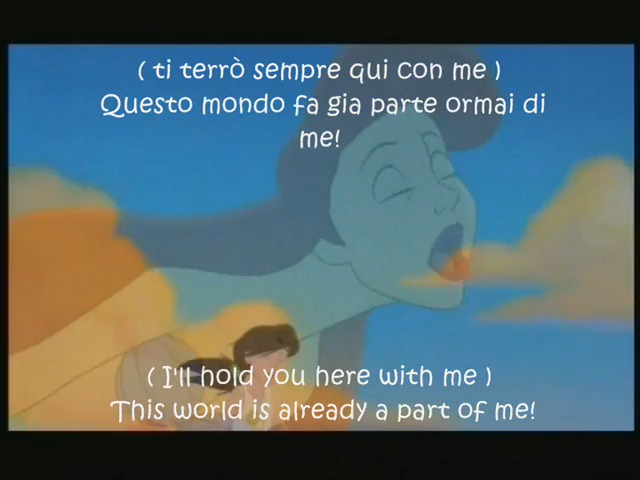 ( ti terrò sempre qui con me )
Questo mondo fa gia parte ormai di
me!
( I'll hold you here with me )
This world is already a part of me!